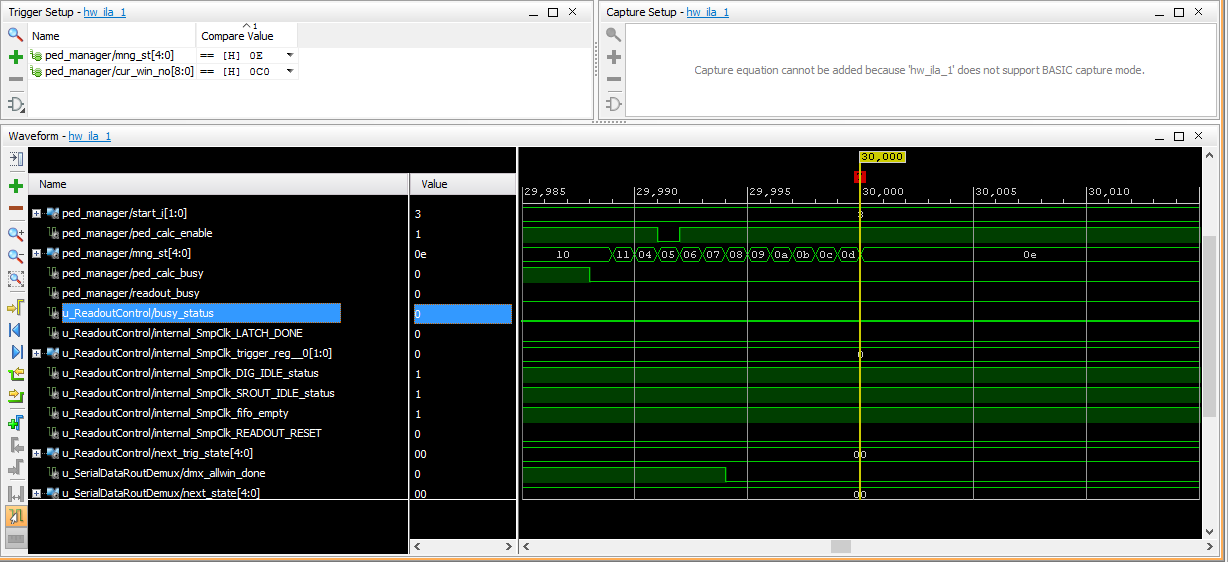 Trigger Setup - hw_ila_1
Capture Setup - hw_ila_1
Name 1 Compare Value
ped_manager/mng_st[4:0] == [H] 0E
ped_manager/cur_win_no[8:0] == [H] 0C0
Capture equation cannot be added because 'hw_ila_1' does not support BASIC capture mode.
Waveform - hw_ila_1
30,000
Name Value
29,985 29,990 29,995 30,000 30,005 30,010
ped_manager/start_i[1:0] 3 3
ped_manager/ped_calc_enable 1
ped_manager/mng_st[4:0] 0e 10 11 04 05 06 07 08 09 0a 0b 0c 0d 0e
ped_manager/ped_calc_busy 0
ped_manager/readout_busy 0
u_ReadoutControl/busy_status 0
u_ReadoutControl/internal_SmpClk_LATCH_DONE 0
u_ReadoutControl/internal_SmpClk_trigger_reg__0[1:0] 0 0
u_ReadoutControl/internal_SmpClk_DIG_IDLE_status 1
u_ReadoutControl/internal_SmpClk_SROUT_IDLE_status 1
u_ReadoutControl/internal_SmpClk_fifo_empty 1
u_ReadoutControl/internal_SmpClk_READOUT_RESET 0
u_ReadoutControl/next_trig_state[4:0] 00 00
u_SerialDataRoutDemux/dmx_allwin_done 0
u_SerialDataRoutDemux/next_state[4:0] 00 00